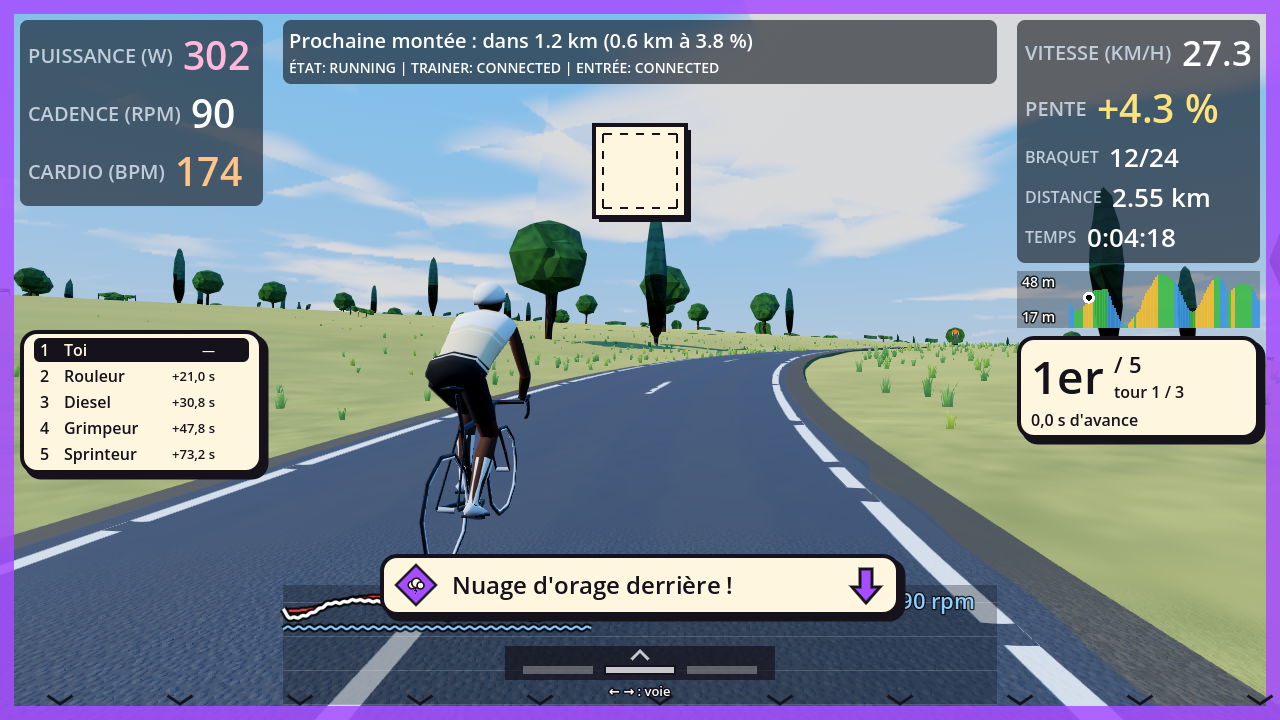 PUISSANCE (W) 302
CADENCE (RPM) 90
CARDIO (BPM) 174
Prochaine montée : dans 1.2 km (0.6 km à 3.8 %)
ÉTAT: RUNNING | TRAINER: CONNECTED | ENTRÉE: CONNECTED
VITESSE (KM/H) 27.3
PENTE +4.3 %
BRAQUET 12/24
DISTANCE 2.55 km
TEMPS 0:04:18
48 m
17 m
1 Toi —
2 Rouleur +21,0 s
3 Diesel +30,8 s
4 Grimpeur +47,8 s
5 Sprinteur +73,2 s
1er / 5
tour 1 / 3
0,0 s d'avance
Nuage d'orage derrière !
90 rpm
← → : voie